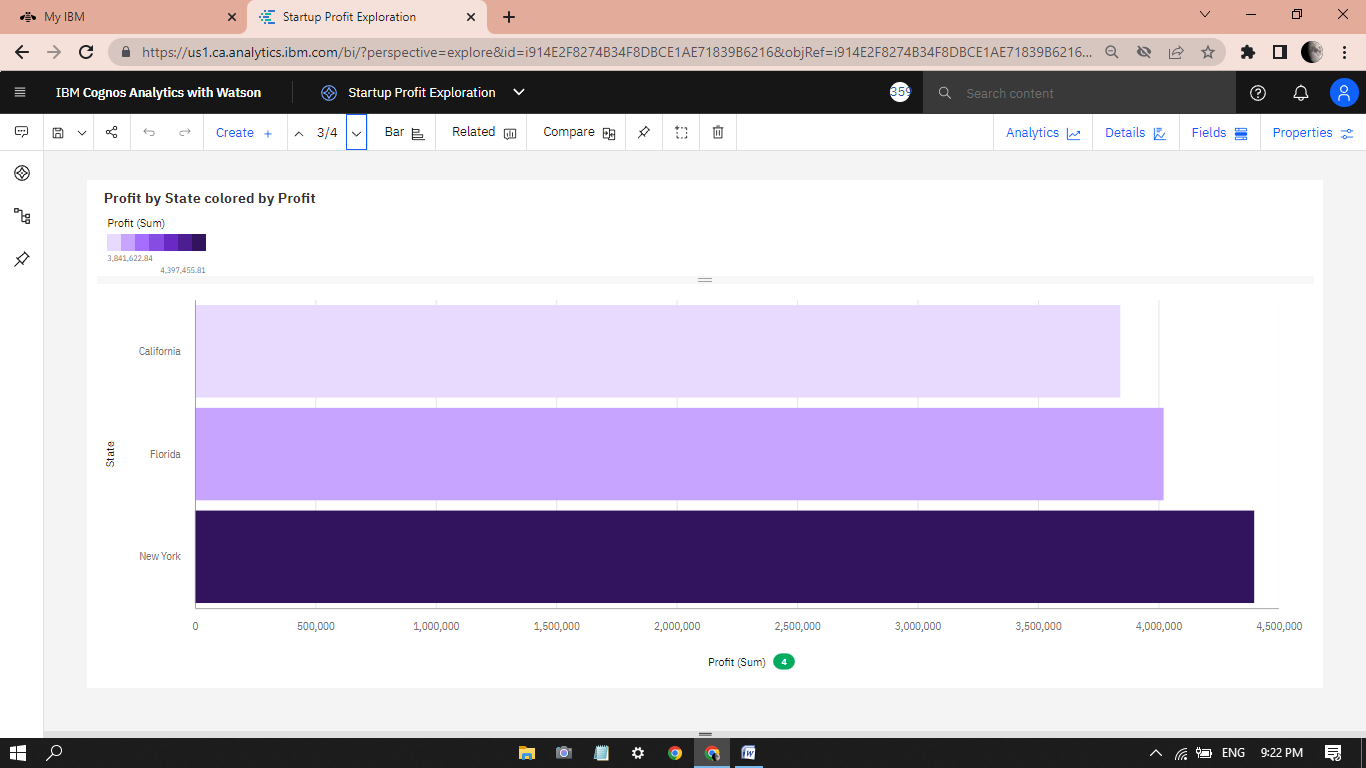 My IBM
Startup Profit Exploration
https://us1.ca.analytics.ibm.com/bi/?perspective=explore&id=i914E2F8274B34F8DBCE1AE71839B6216&objRef=i914E2F8274B34F8DBCE1AE71839B6216...
IBM Cognos Analytics with Watson
Startup Profit Exploration
359
Search content
Create
3/4
Bar
Related
Compare
Analytics
Details
Fields
Properties
Profit by State colored by Profit
Profit (Sum)
3,841,622.84
4,397,455.81
State
California
Florida
New York
0 500,000 1,000,000 1,500,000 2,000,000 2,500,000 3,000,000 3,500,000 4,000,000 4,500,000
Profit (Sum) 4
ENG 9:22 PM